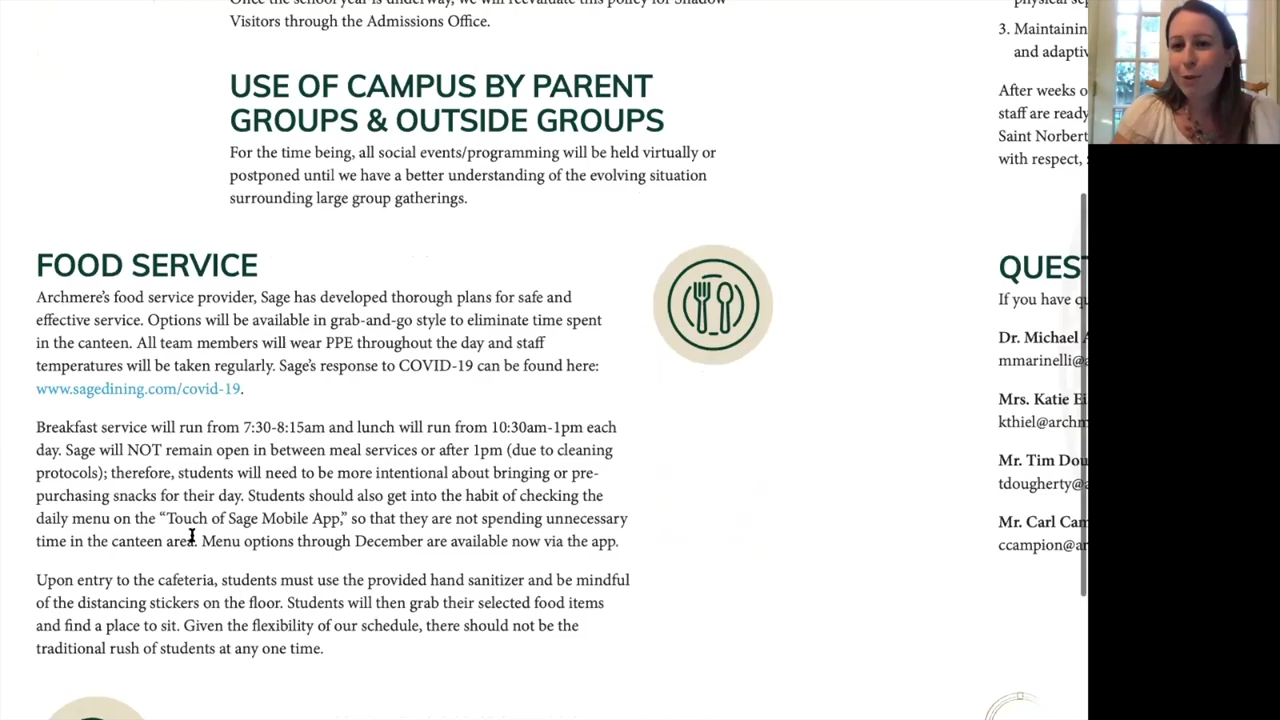 Once the school year is underway, we will reevaluate this policy for Shadow
Visitors through the Admissions Office.
USE OF CAMPUS BY PARENT
GROUPS & OUTSIDE GROUPS
For the time being, all social events/programming will be held virtually or
postponed until we have a better understanding of the evolving situation
surrounding large group gatherings.
FOOD SERVICE
Archmere’s food service provider, Sage has developed thorough plans for safe and
effective service. Options will be available in grab-and-go style to eliminate time spent
in the canteen. All team members will wear PPE throughout the day and staff
temperatures will be taken regularly. Sage’s response to COVID-19 can be found here:
www.sagedining.com/covid-19.
Breakfast service will run from 7:30-8:15am and lunch will run from 10:30am-1pm each
day. Sage will NOT remain open in between meal services or after 1pm (due to cleaning
protocols); therefore, students will need to be more intentional about bringing or pre-
purchasing snacks for their day. Students should also get into the habit of checking the
daily menu on the “Touch of Sage Mobile App,” so that they are not spending unnecessary
time in the canteen area. Menu options through December are available now via the app.
Upon entry to the cafeteria, students must use the provided hand sanitizer and be mindful
of the distancing stickers on the floor. Students will then grab their selected food items
and find a place to sit. Given the flexibility of our schedule, there should not be the
traditional rush of students at any one time.
physical se
3. Maintainin
and adaptiv
After weeks o
staff are ready
Saint Norbert
with respect,
QUEST
If you have qu
Dr. Michael
mmarinelli@
Mrs. Katie Ei
kthiel@archm
Mr. Tim Dou
tdougherty@a
Mr. Carl Cam
ccampion@ar